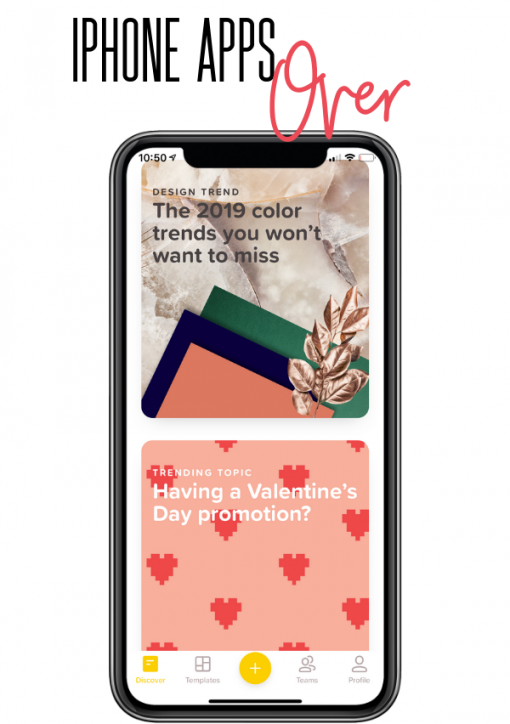 IPHONE APPS
Over
10:50
DESIGN TREND
The 2019 color
trends you won't
want to miss
TRENDING TOPIC
Having a Valentine's
Day promotion?
Discover
Templates
Teams
Profile